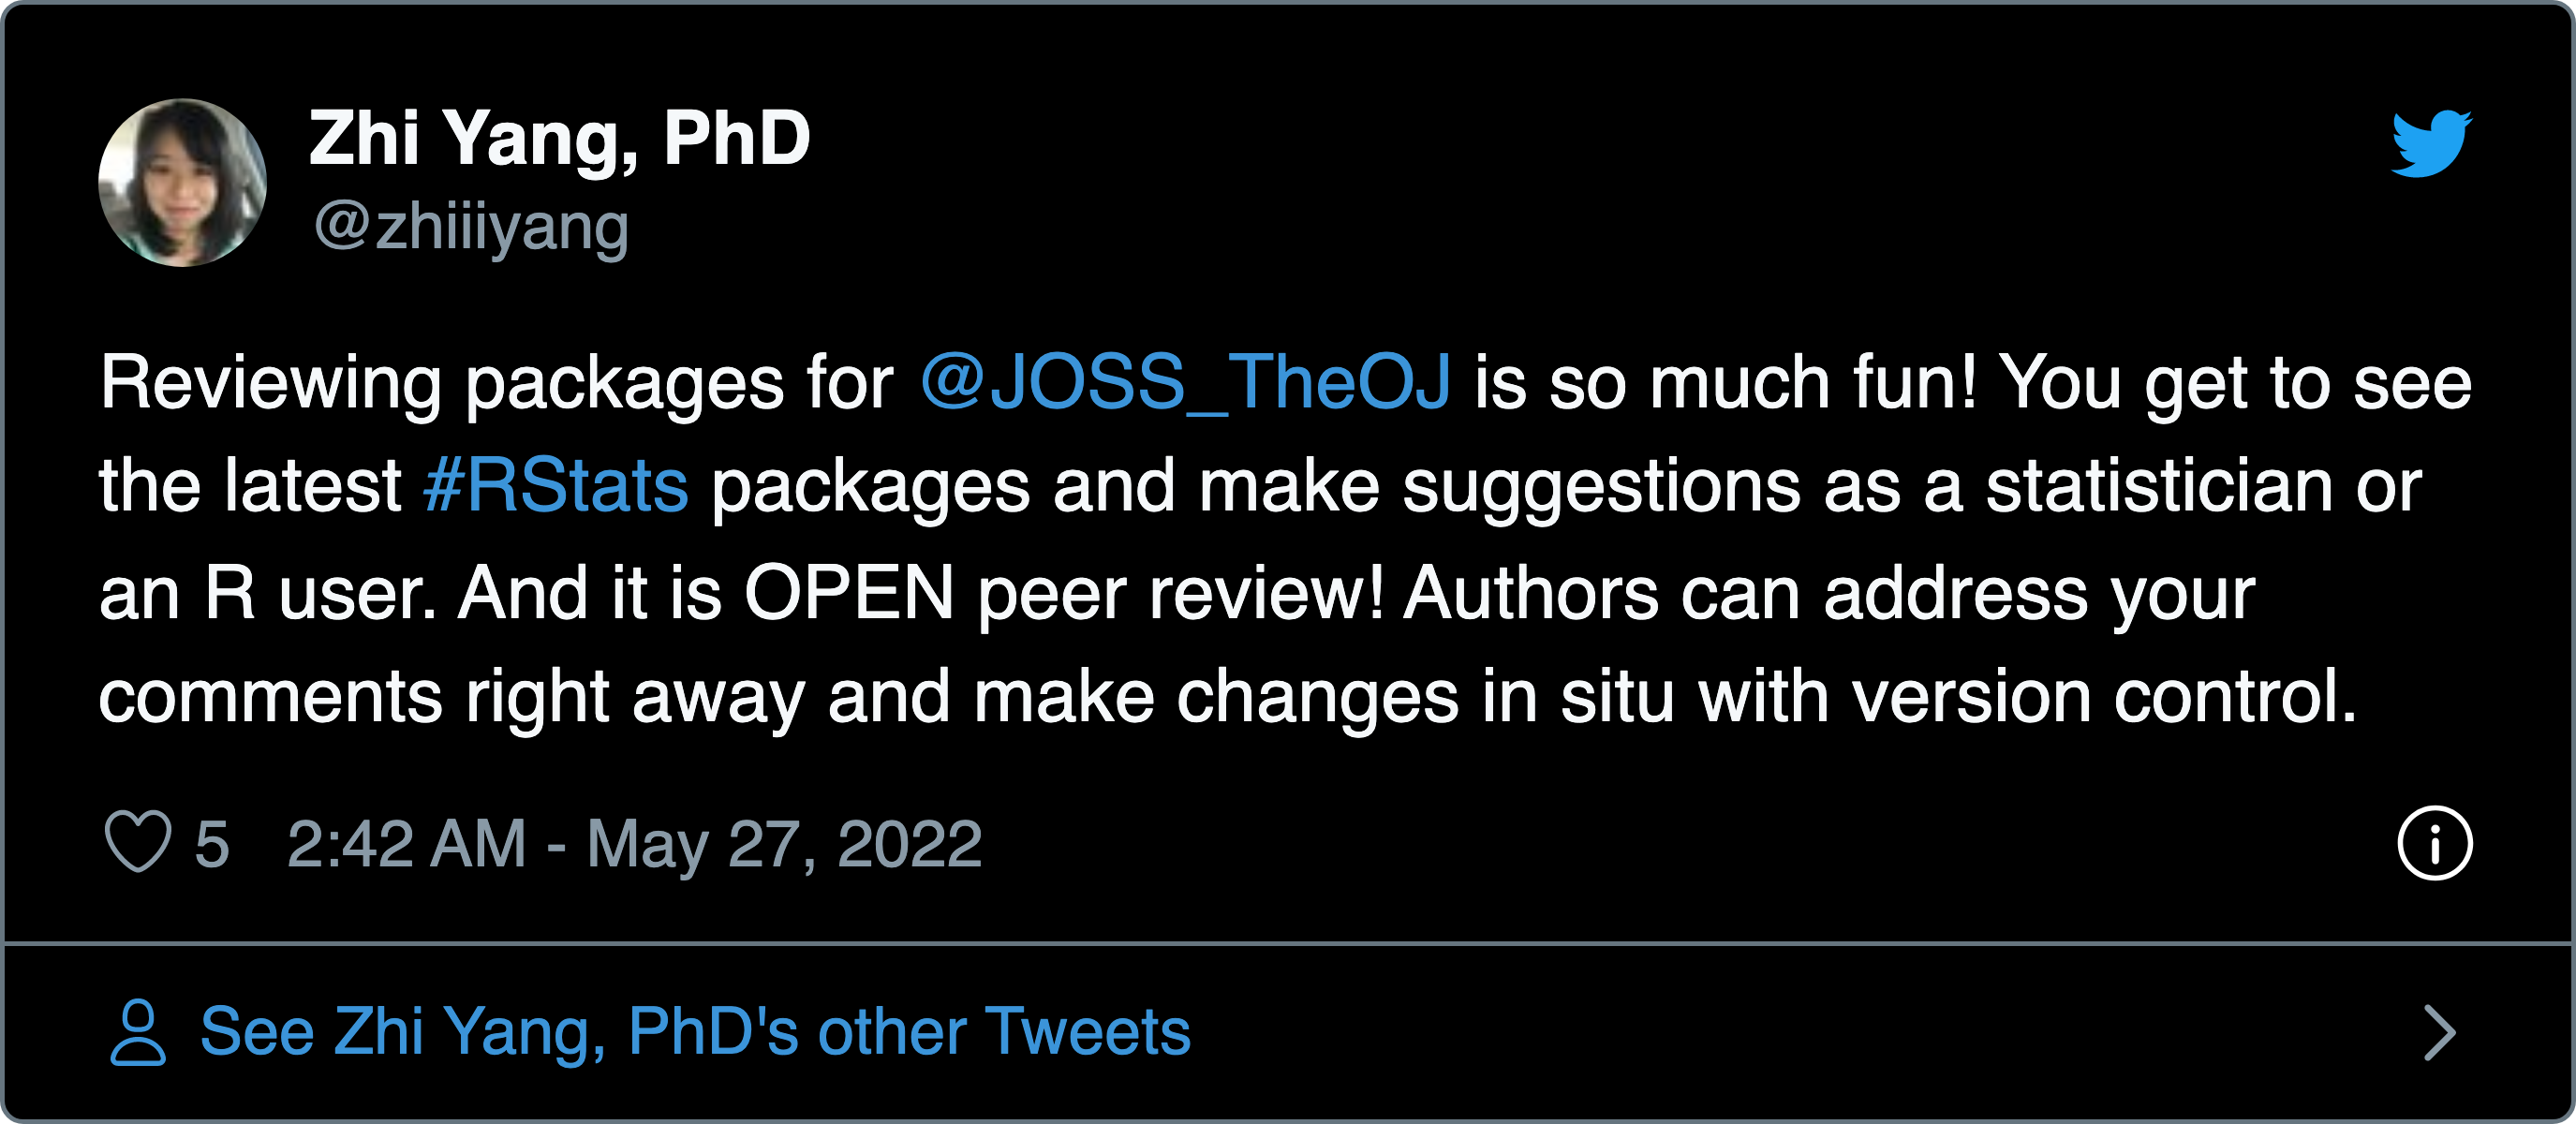 Zhi Yang, PhD
@zhiiiyang
Reviewing packages for @JOSS_TheOJ is so much fun! You get to see
the latest #RStats packages and make suggestions as a statistician or
an R user. And it is OPEN peer review! Authors can address your
comments right away and make changes in situ with version control.
5 2:42 AM - May 27, 2022
See Zhi Yang, PhD's other Tweets